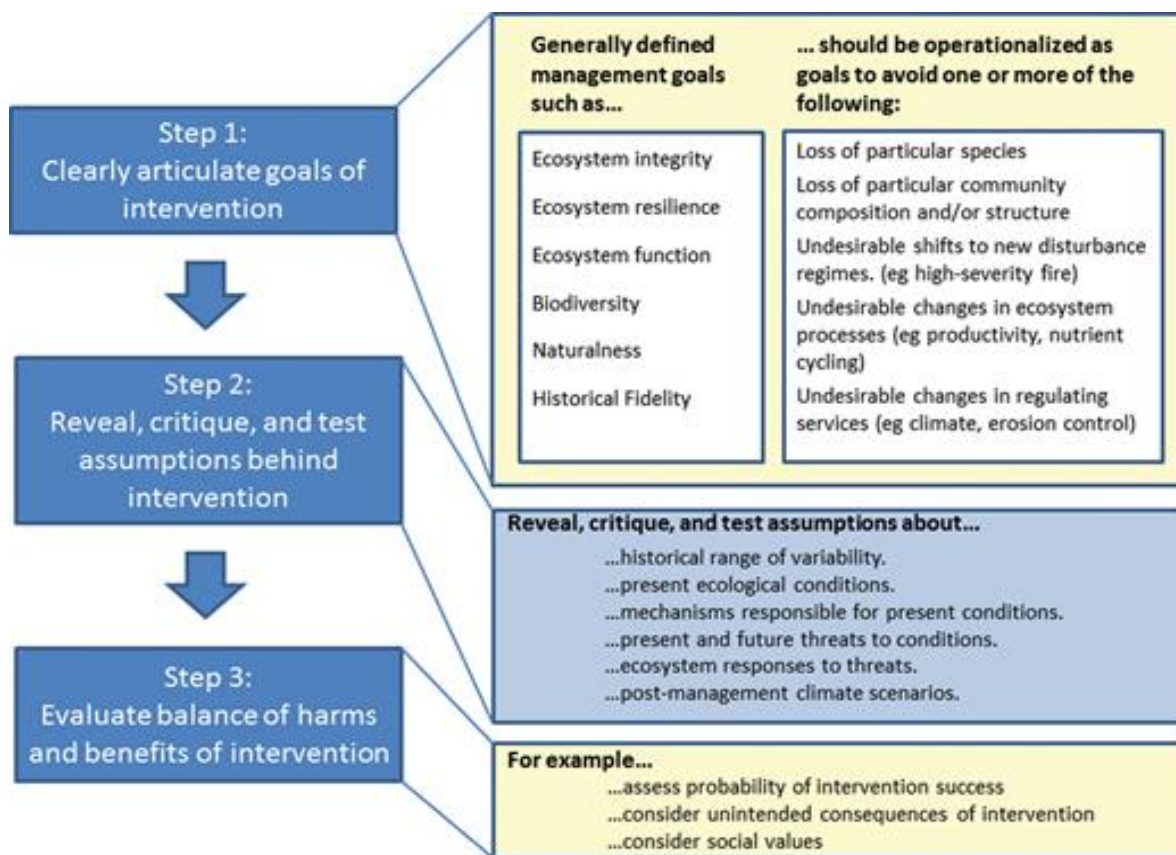 Step 1:
Clearly articulate goals of
intervention
Generally defined
management goals
such as...
Ecosystem integrity
Ecosystem resilience
Ecosystem function
Biodiversity
Naturalness
Historical Fidelity
... should be operationalized as
goals to avoid one or more of the
following:
Loss of particular species
Loss of particular community
composition and/or structure
Undesirable shifts to new disturbance
regimes. (eg high-severity fire)
Undesirable changes in ecosystem
processes (eg productivity, nutrient
cycling)
Undesirable changes in regulating
services (eg climate, erosion control)
Step 2:
Reveal, critique, and test
assumptions behind
intervention
Reveal, critique, and test assumptions about...
...historical range of variability.
...present ecological conditions.
...mechanisms responsible for present conditions.
...present and future threats to conditions.
...ecosystem responses to threats.
...post-management climate scenarios.
Step 3:
Evaluate balance of harms
and benefits of intervention
For example...
...assess probability of intervention success
...consider unintended consequences of intervention
...consider social values